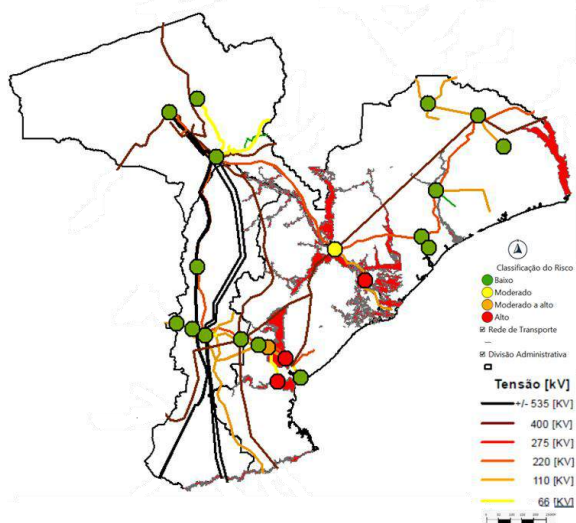 Classificação do Risco
Baixo
Moderado
Moderado a alto
Alto
Rede de Transporte
Divisão Administrativa
Tensão [kV]
+/- 535 [KV]
400 [KV]
275 [KV]
220 [KV]
110 [KV]
66 [KV]